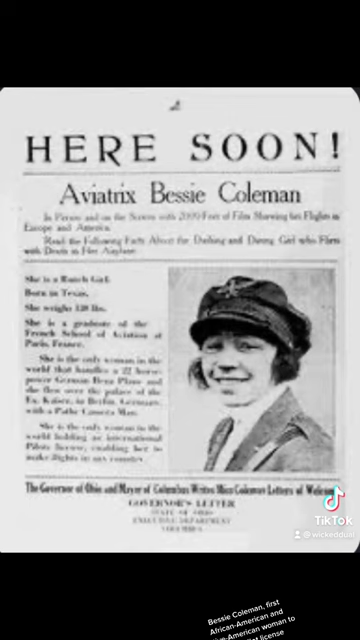 HERE SOON!
Aviatrix Bessie Coleman
In Person and on the Screen with 2000 Feet of Film Showing her Flights in
Europe and America.
Read the Following Facts About the Dashing and Daring Girl who Flirts
with Death in Her Airplane
She is a Ranch Girl.
Born in Texas.
She weighs 130 lbs.
She is a graduate of the
French School of Aviation at
Paris, France.
She is the only woman in the
world that handles a 22 horse-
power German Benz Plane and
she flew over the palace of the
Ex. Kaiser, in Berlin, Germany,
with a Pathe Camera Man.
She is the only woman in the
world holding an international
Pilots license, enabling her to
make flights in any country.
The Governor of Ohio and Mayor of Columbus Writes Miss Coleman Letters of
GOVERNOR'S LETTER
STATE OF OHIO
EXECUTIVE DEPARTMENT
COLUMBUS
TikTok
@wickeddual
Bessie Coleman, first
African-American and
woman to
license